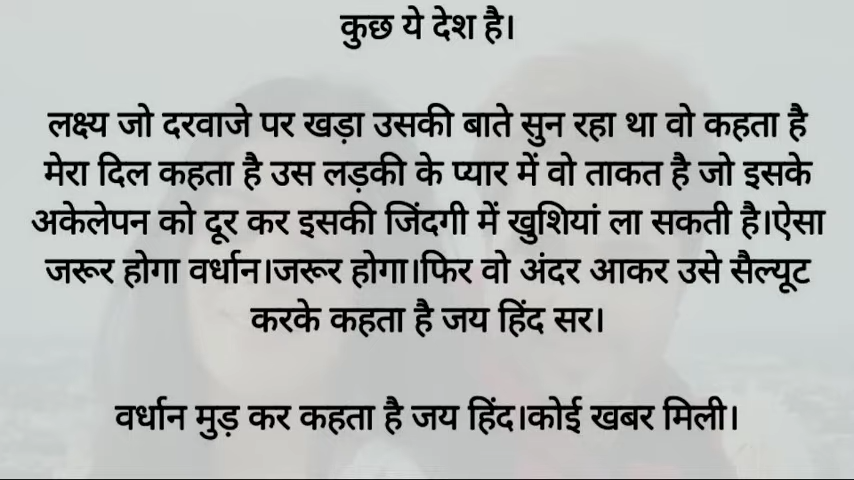 कुछ ये देश है।
लक्ष्य जो दरवाजे पर खड़ा उसकी बाते सुन रहा था वो कहता है
मेरा दिल कहता है उस लड़की के प्यार में वो ताकत है जो इसके
अकेलेपन को दूर कर इसकी जिंदगी में खुशियां ला सकती है।ऐसा
जरूर होगा वर्धान।जरूर होगा।फिर वो अंदर आकर उसे सैल्यूट
करके कहता है जय हिंद सर।
वर्धान मुड़ कर कहता है जय हिंद।कोई खबर मिली।